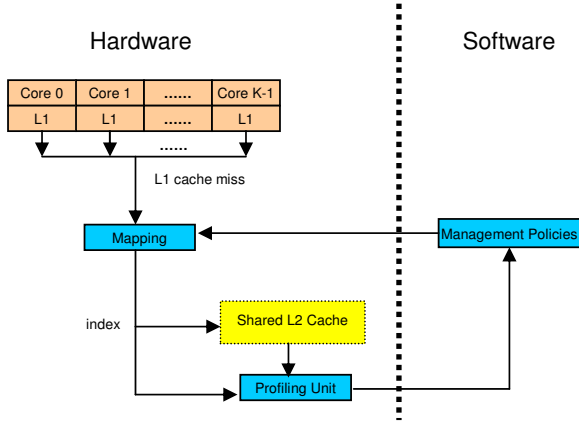 Hardware
Software
Core 0 Core 1 ...... Core K-1
L1 L1 ...... L1
......
L1 cache miss
Mapping
Management Policies
Shared L2 Cache
index
Profiling Unit